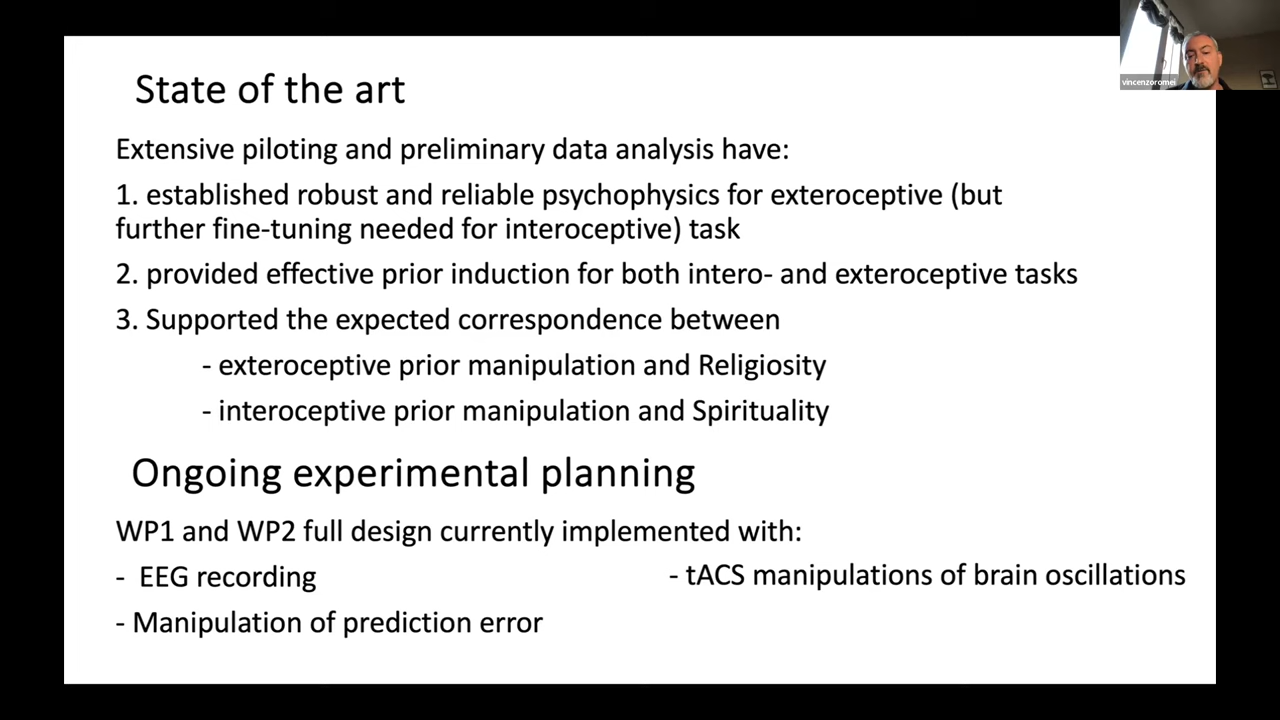 State of the art
Extensive piloting and preliminary data analysis have:
1. established robust and reliable psychophysics for exteroceptive (but
further fine-tuning needed for interoceptive) task
2. provided effective prior induction for both intero- and exteroceptive tasks
3. Supported the expected correspondence between
- exteroceptive prior manipulation and Religiosity
- interoceptive prior manipulation and Spirituality
Ongoing experimental planning
WP1 and WP2 full design currently implemented with:
- EEG recording
- tACS manipulations of brain oscillations
- Manipulation of prediction error
vincenzoromei